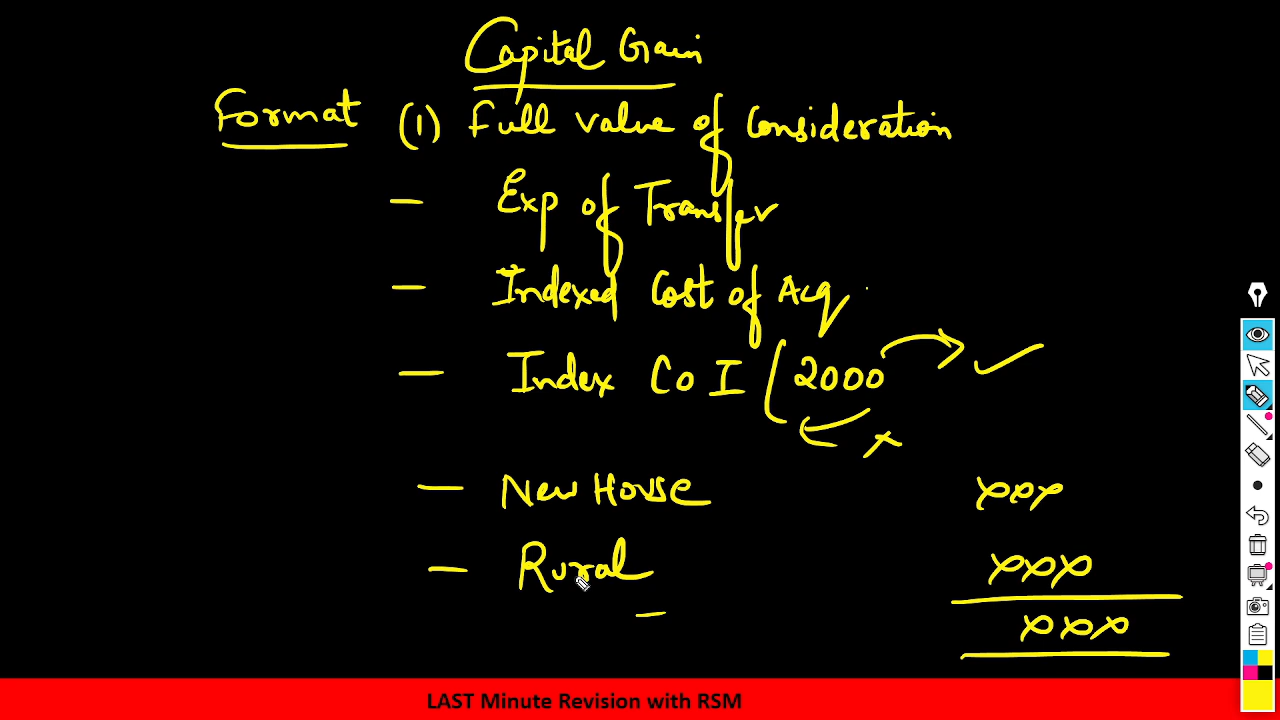 Capital Gain
Format (1) Full value of Consideration
— Exp of Transfer
— Indexed Cost of Acq
— Index CoI (2000 → ✓
← ×
— New House xxx
— Rural xxx
— xxx
LAST Minute Revision with RSM